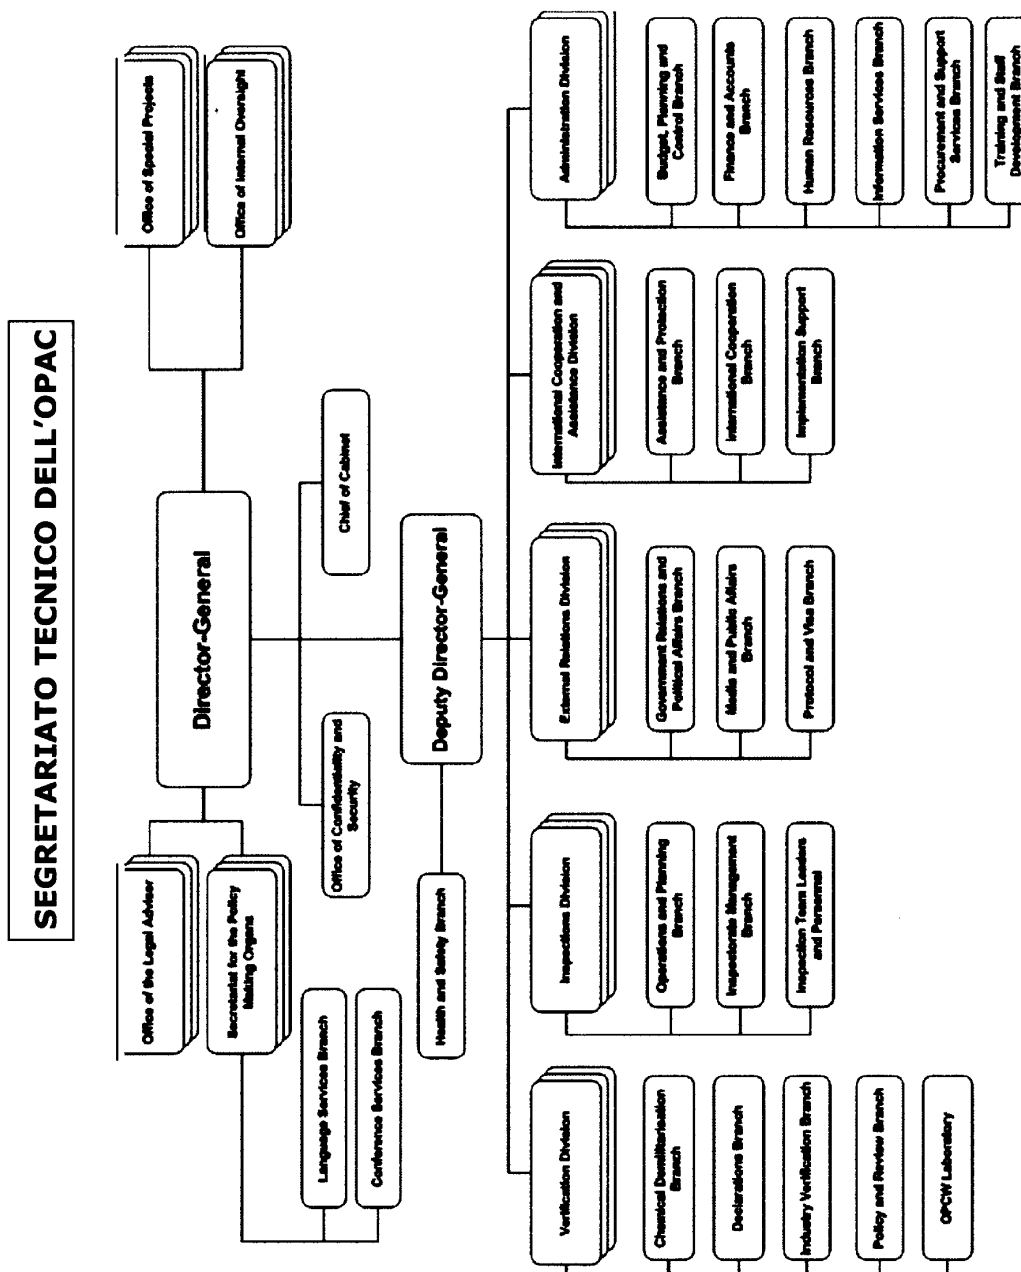 SEGRETARIATO TECNICO DELL'OPAC
Director-General
Office of the Legal Adviser
Secretariat for the Policy
Making Organs
Language Services Branch
Conference Services Branch
Office of Special Projects
Office of Internal Oversight
Office of Confidentiality and
Security
Chief of Cabinet
Deputy Director-General
Health and Safety Branch
Verification Division
Chemical Demilitarisation
Branch
Declarations Branch
Industry Verification Branch
Policy and Review Branch
OPCW Laboratory
Inspections Division
Operations and Planning
Branch
Inspectorate Management
Branch
Inspection Team Leaders
and Personnel
External Relations Division
Government Relations and
Political Affairs Branch
Media and Public Affairs
Branch
Protocol and Visa Branch
International Cooperation and
Assistance Division
Assistance and Protection
Branch
International Cooperation
Branch
Implementation Support
Branch
Administration Division
Budget, Planning and
Control Branch
Finance and Accounts
Branch
Human Resources Branch
Information Services Branch
Procurement and Support
Services Branch
Training and Staff
Development Branch